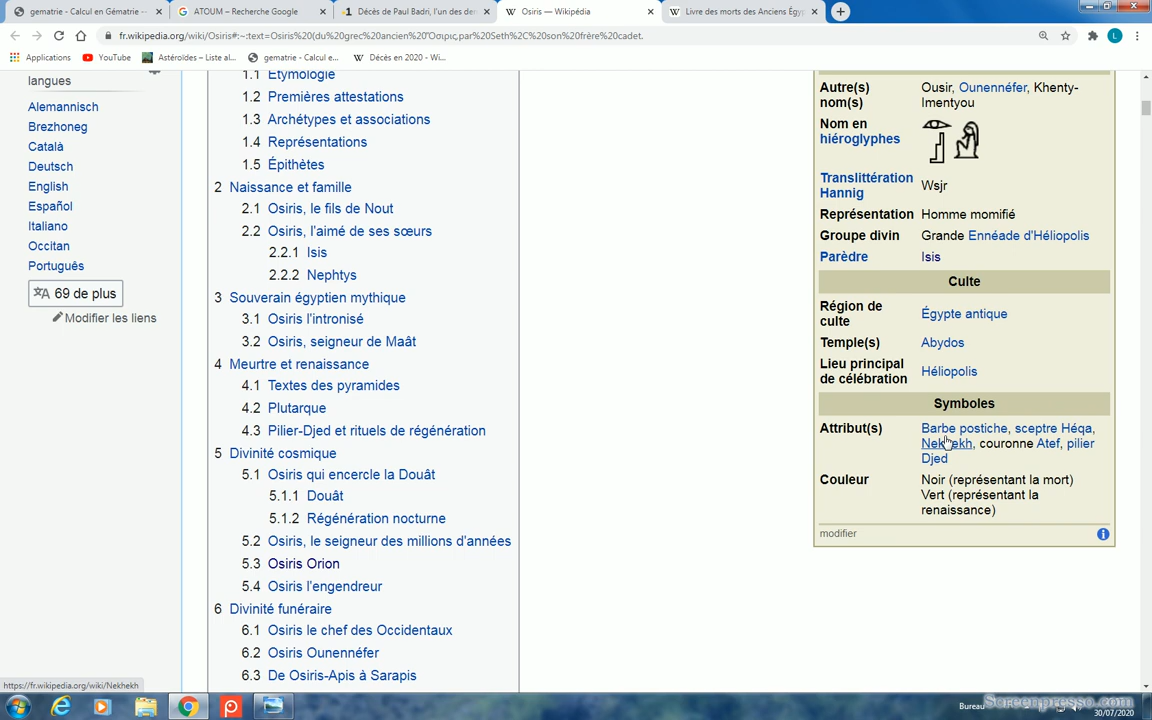 gematrie - Calcul en Gématrie –
ATOUM – Recherche Google
Décès de Paul Badri, l'un des der
Osiris — Wikipédia
Livre des morts des Anciens Égy
fr.wikipedia.org/wiki/Osiris#:~:text=Osiris%20(du%20grec%20ancien%20"Όσιρις,par%20Seth%2C%20son%20frère%20cadet.
Applications
YouTube
Astéroïdes – Liste al...
gematrie - Calcul e...
Décès en 2020 - Wi...
langues
Alemannisch
Brezhoneg
Català
Deutsch
English
Español
Italiano
Occitan
Português
69 de plus
Modifier les liens
1.1 Étymologie
1.2 Premières attestations
1.3 Archétypes et associations
1.4 Représentations
1.5 Épithètes
2 Naissance et famille
2.1 Osiris, le fils de Nout
2.2 Osiris, l'aimé de ses sœurs
2.2.1 Isis
2.2.2 Nephtys
3 Souverain égyptien mythique
3.1 Osiris l'intronisé
3.2 Osiris, seigneur de Maât
4 Meurtre et renaissance
4.1 Textes des pyramides
4.2 Plutarque
4.3 Pilier-Djed et rituels de régénération
5 Divinité cosmique
5.1 Osiris qui encercle la Douât
5.1.1 Douât
5.1.2 Régénération nocturne
5.2 Osiris, le seigneur des millions d'années
5.3 Osiris Orion
5.4 Osiris l'engendreur
6 Divinité funéraire
6.1 Osiris le chef des Occidentaux
6.2 Osiris Ounennéfer
6.3 De Osiris-Apis à Sarapis
Autre(s) nom(s) Ousir, Ounennéfer, Khenty-
Imentyou
Nom en
hiéroglyphes
Translittération
Hannig Wsjr
Représentation Homme momifié
Groupe divin Grande Ennéade d'Héliopolis
Parèdre Isis
Culte
Région de
culte Égypte antique
Temple(s) Abydos
Lieu principal
de célébration Héliopolis
Symboles
Attribut(s) Barbe postiche, sceptre Héqa,
Nekhekh, couronne Atef, pilier
Djed
Couleur Noir (représentant la mort)
Vert (représentant la
renaissance)
modifier
https://fr.wikipedia.org/wiki/Nekhekh
Bureau
Screenpresso.com
30/07/2020